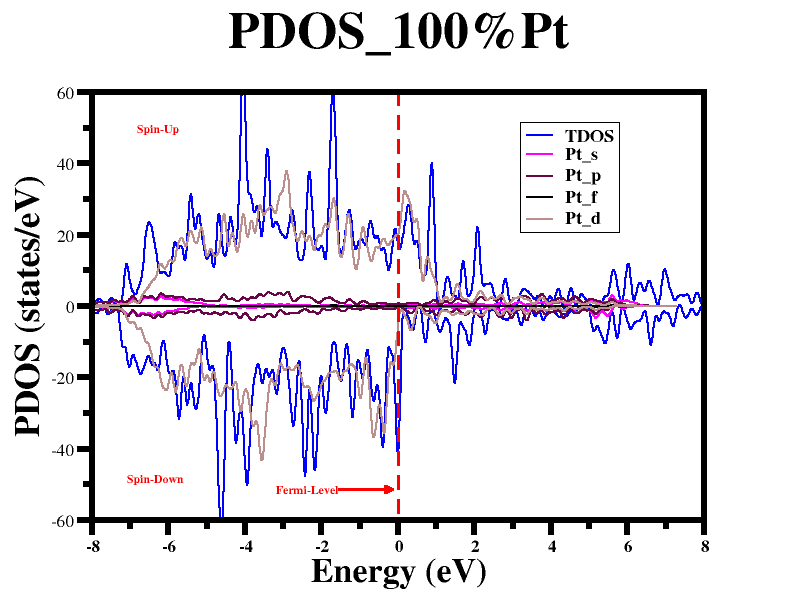 PDOS_100%Pt
PDOS (states/eV)
60
40
20
0
-20
-40
-60
Spin-Up
TDOS
Pt_s
Pt_p
Pt_f
Pt_d
Spin-Down
Fermi-Level
-8
-6
-4
-2
0
2
4
6
8
Energy (eV)